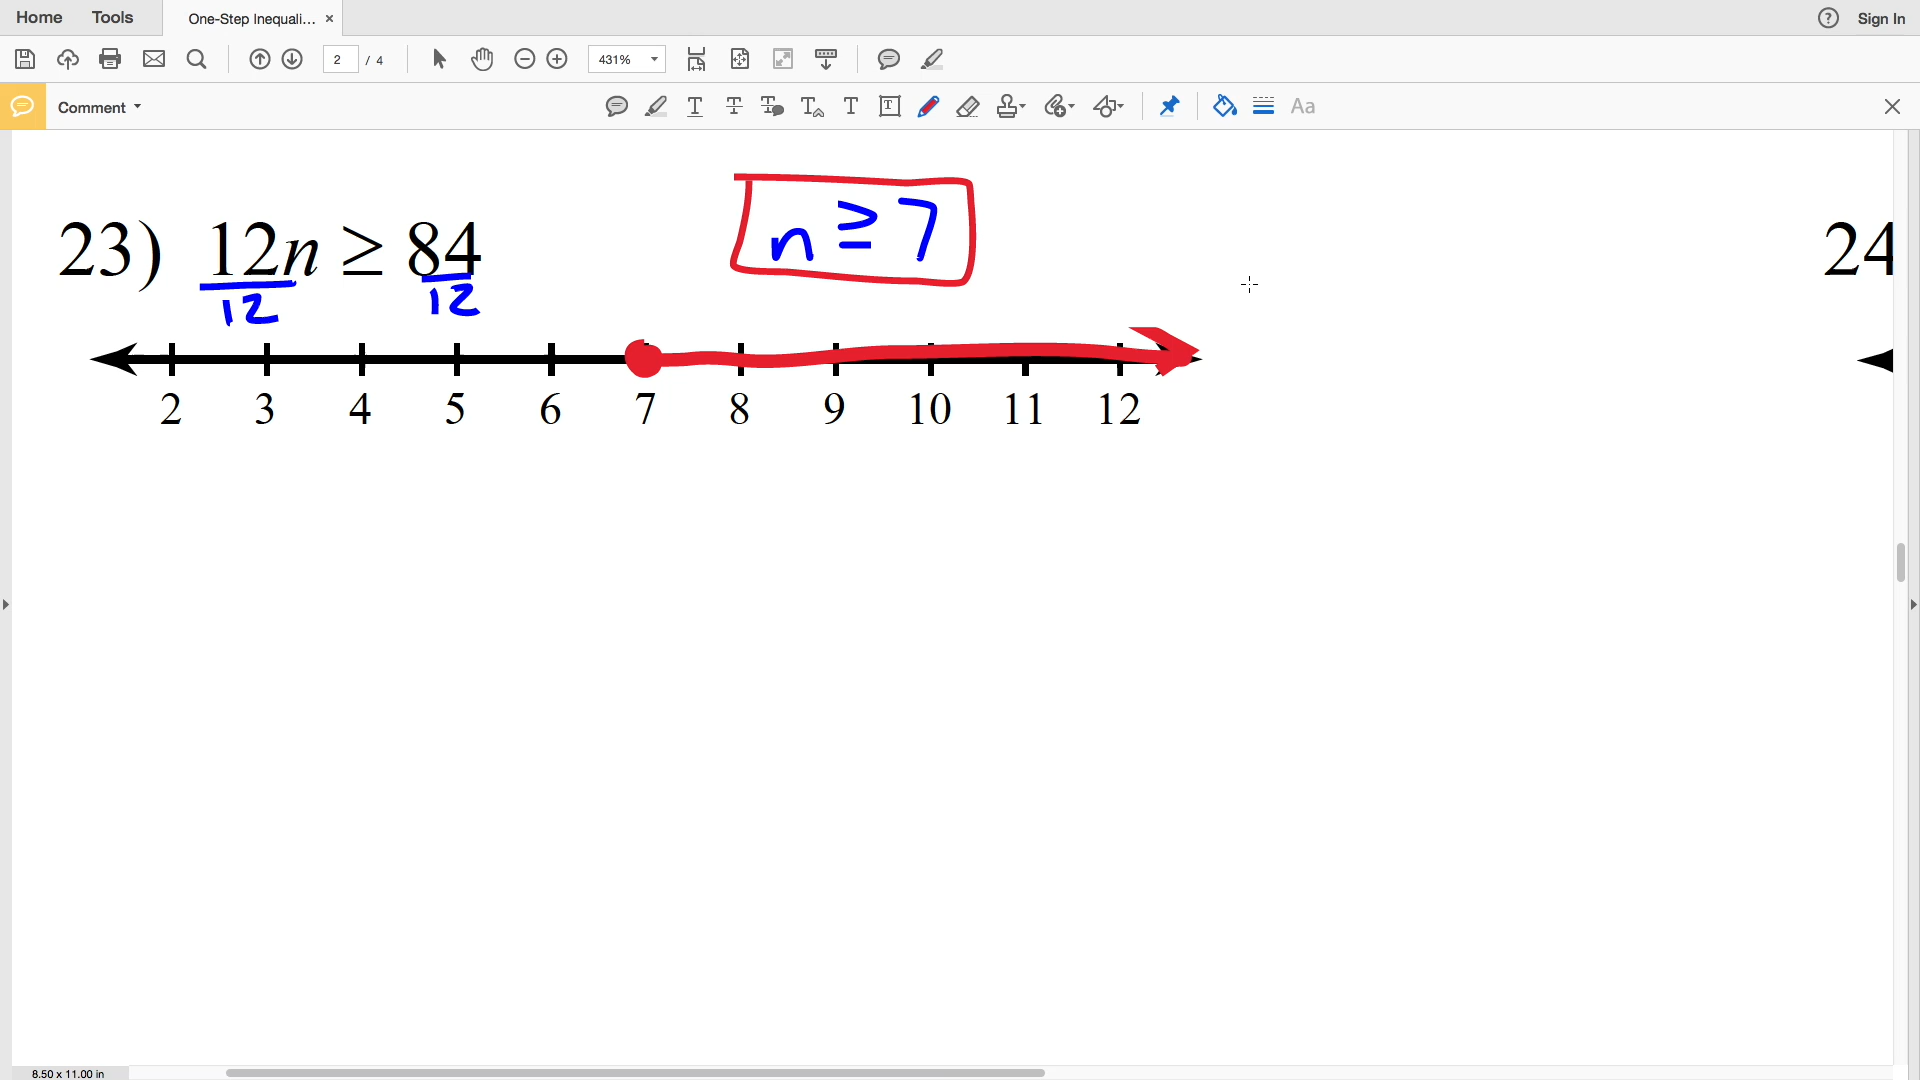 Home Tools One-Step Inequali... × ? Sign In
2 / 4 431%
Comment Aa
n ≥ 7
23) 12n ≥ 84 24
12 12
2 3 4 5 6 7 8 9 10 11 12
8.50 x 11.00 in